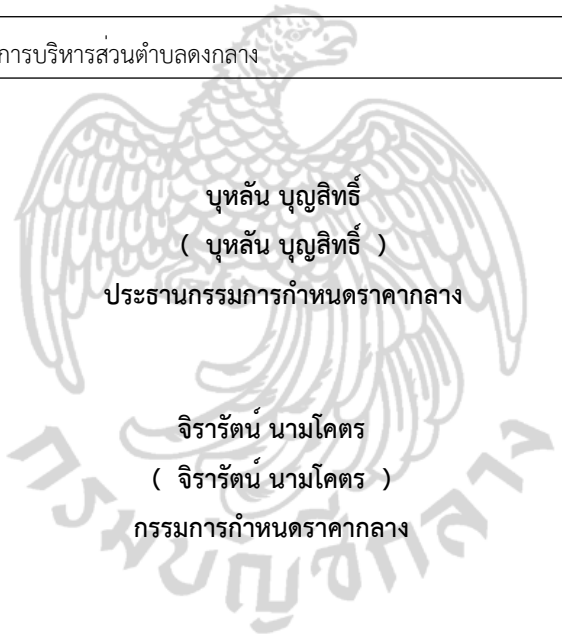 การบริหารส่วนตำบลดงกลาง
บุหลัน บุญสิทธิ์
( บุหลัน บุญสิทธิ์ )
ประธานกรรมการกำหนดราคากลาง
จิรารัตน์ นามโคตร
( จิรารัตน์ นามโคตร )
กรรมการกำหนดราคากลาง
กรมบัญชีกลาง